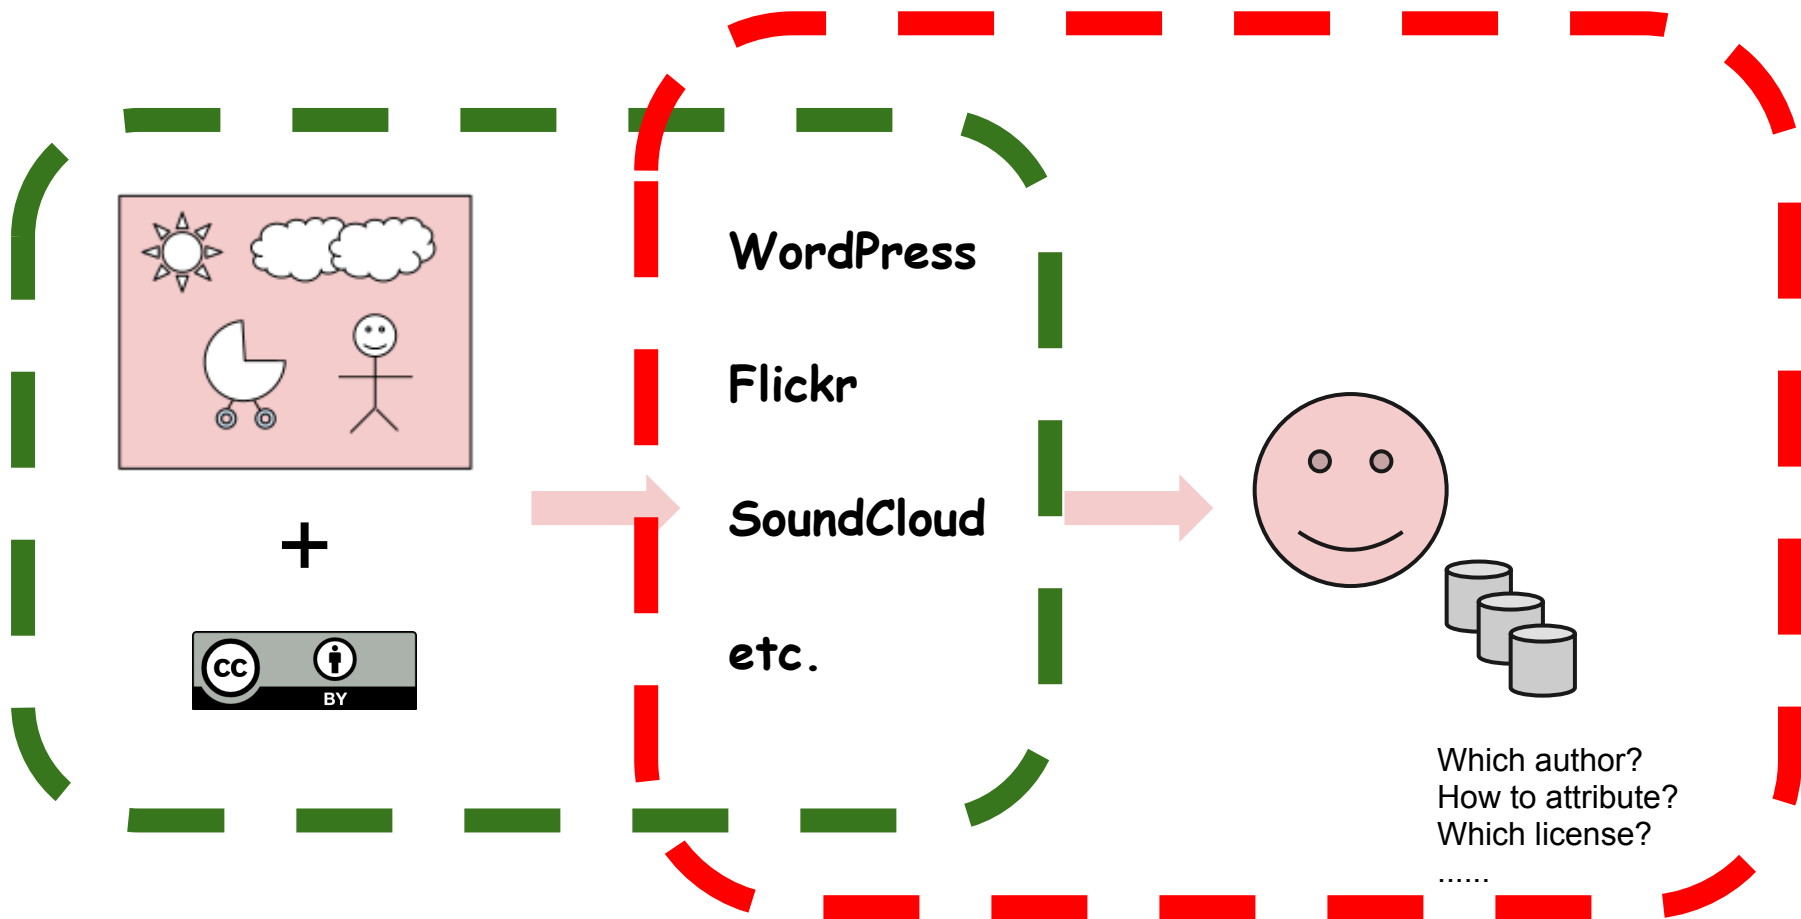 WordPress
Flickr
SoundCloud
etc.
+
cc
BY
Which author?
How to attribute?
Which license?
......